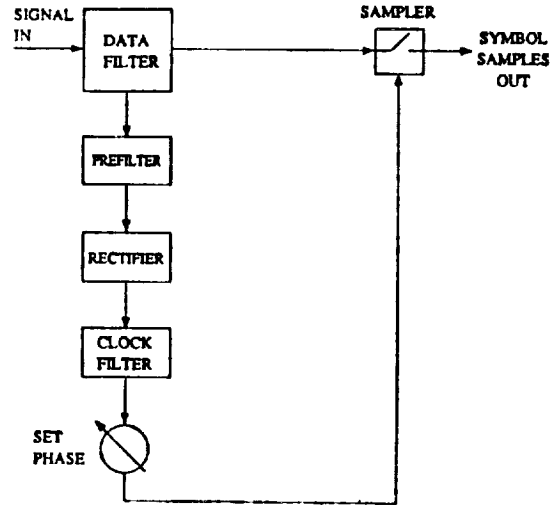 SIGNAL
IN
DATA
FILTER
SAMPLER
SYMBOL
SAMPLES
OUT
PREFILTER
RECTIFIER
CLOCK
FILTER
SET
PHASE